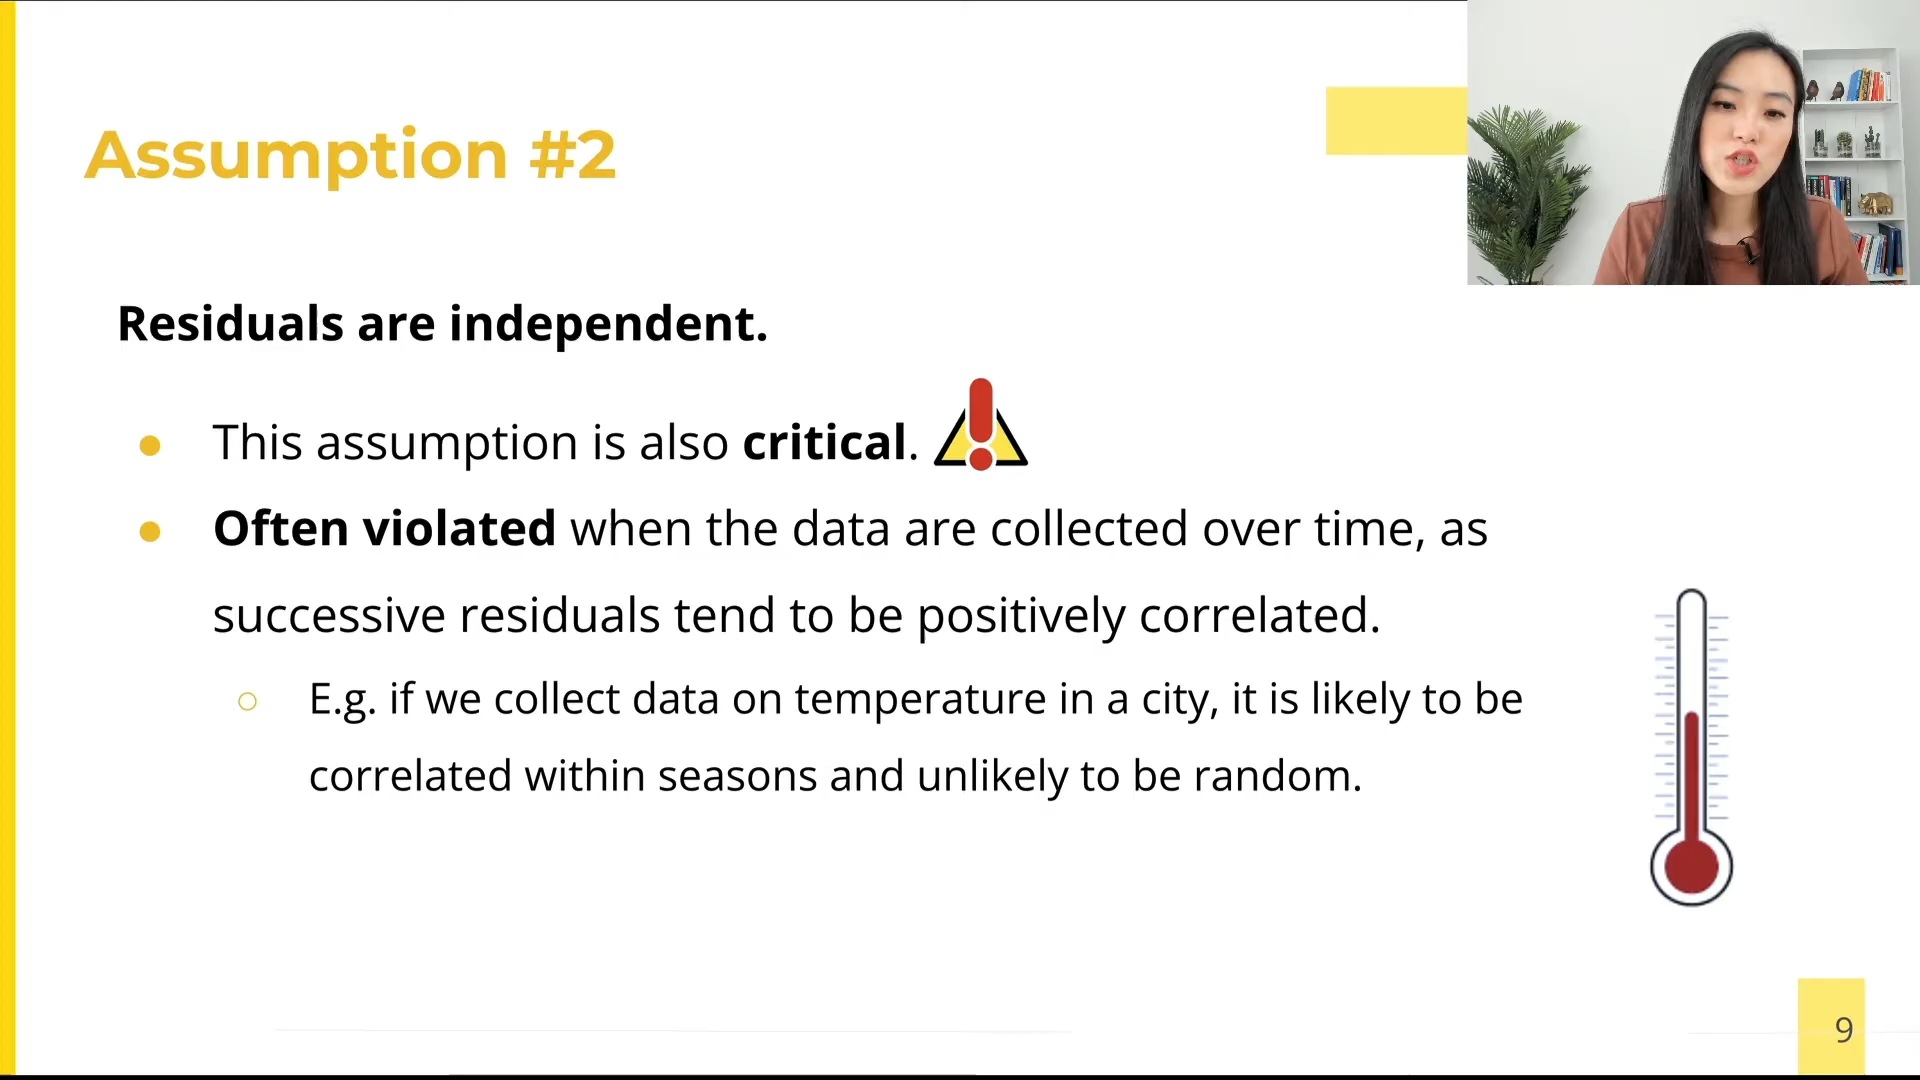 Assumption #2
Residuals are independent.
This assumption is also critical.
Often violated when the data are collected over time, as
successive residuals tend to be positively correlated.
E.g. if we collect data on temperature in a city, it is likely to be
correlated within seasons and unlikely to be random.
9